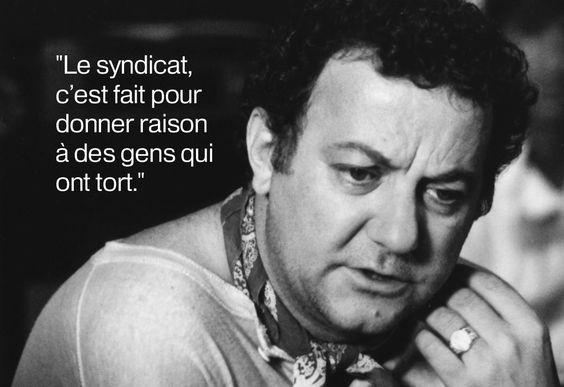 "Le syndicat,
c’est fait pour
donner raison
à des gens qui
ont tort."